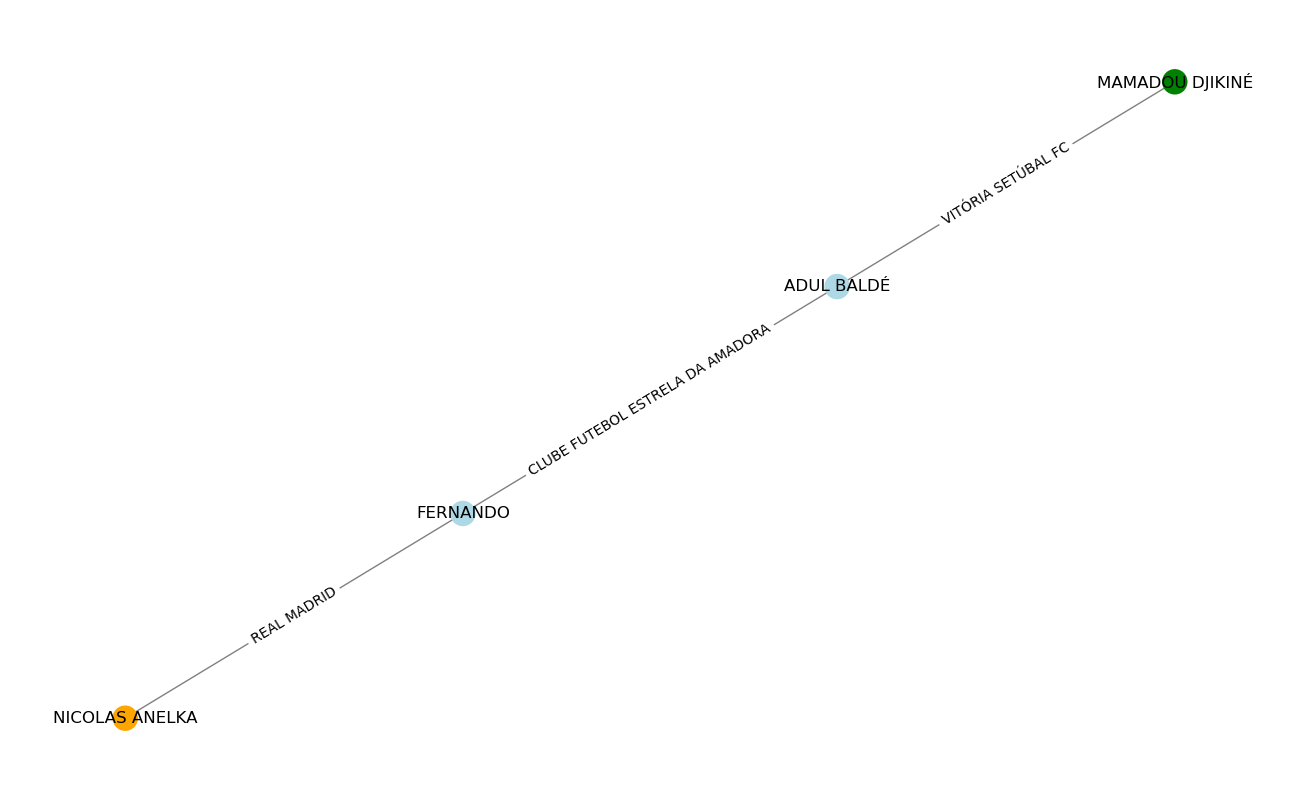 MAMADOU DJIKINÉ
VITÓRIA SETÚBAL FC
ADUL BALDÉ
CLUBE FUTEBOL ESTRELA DA AMADORA
FERNANDO
REAL MADRID
NICOLAS ANELKA